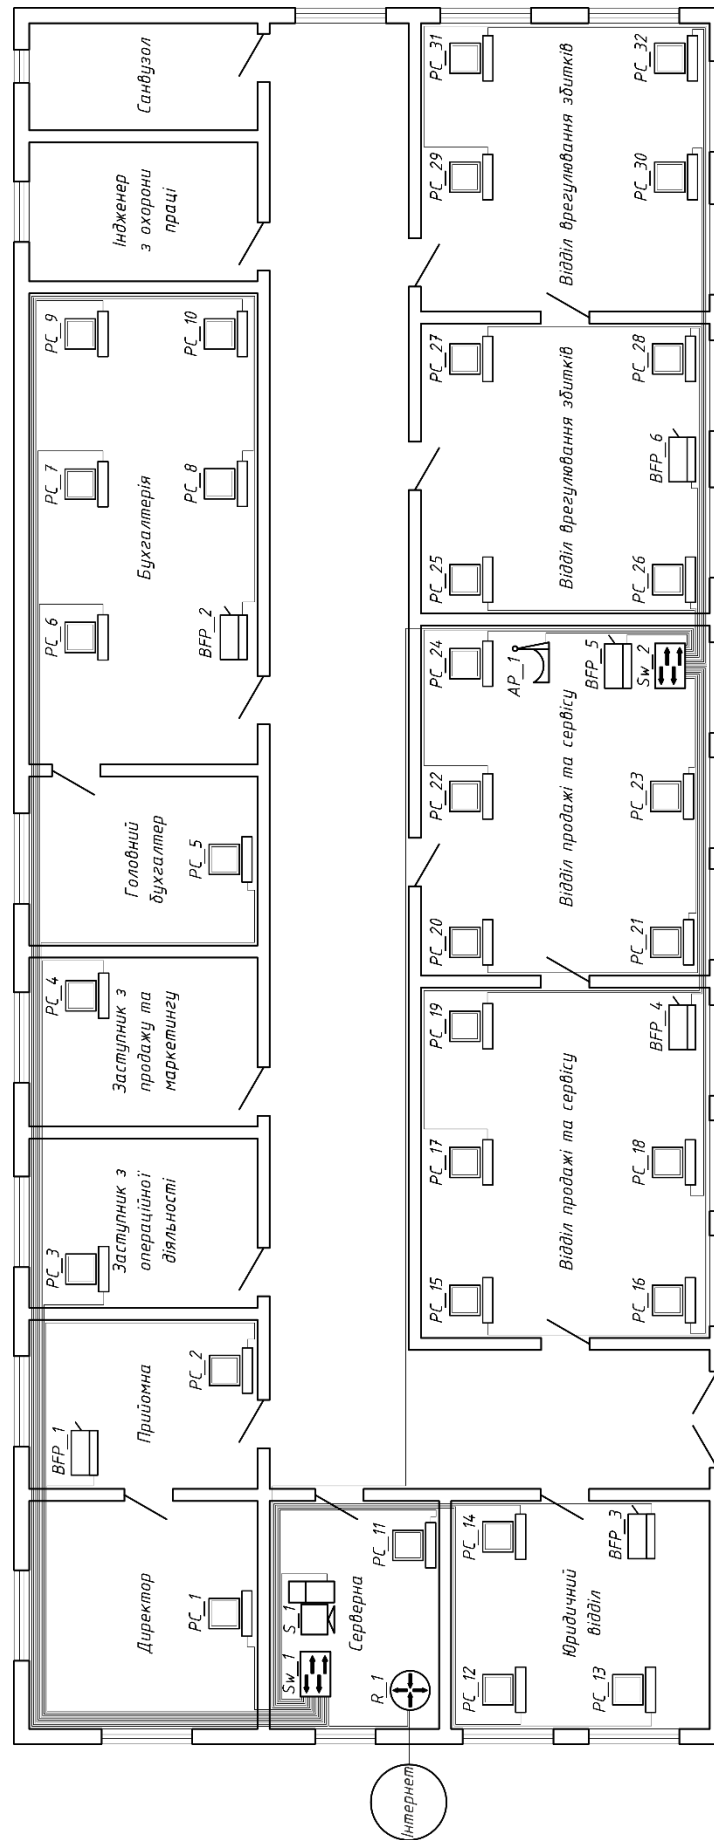 Інтернет
Директор
PC_1
BFP_1
Прийомна
PC_2
PC_3
Заступник з
операційної
діяльності
PC_4
Заступник з
продажу та
маркетингу
Головний
бухгалтер
PC_5
PC_6
PC_7
PC_9
Бухгалтерія
BFP_2
PC_8
PC_10
Індженер
з охорони
праці
Санвузол
Sw_1
S_1
Серверна
R_1
PC_11
PC_12
PC_14
Юридичний
відділ
PC_13
BFP_3
PC_15
PC_17
PC_19
Відділ продажі та сервісу
PC_16
PC_18
BFP_4
PC_20
PC_22
PC_24
AP_1
Відділ продажі та сервісу
BFP_5
PC_21
PC_23
Sw_2
PC_25
PC_27
Відділ врегулювання збитків
PC_26
BFP_6
PC_28
PC_29
PC_31
Відділ врегулювання збитків
PC_30
PC_32